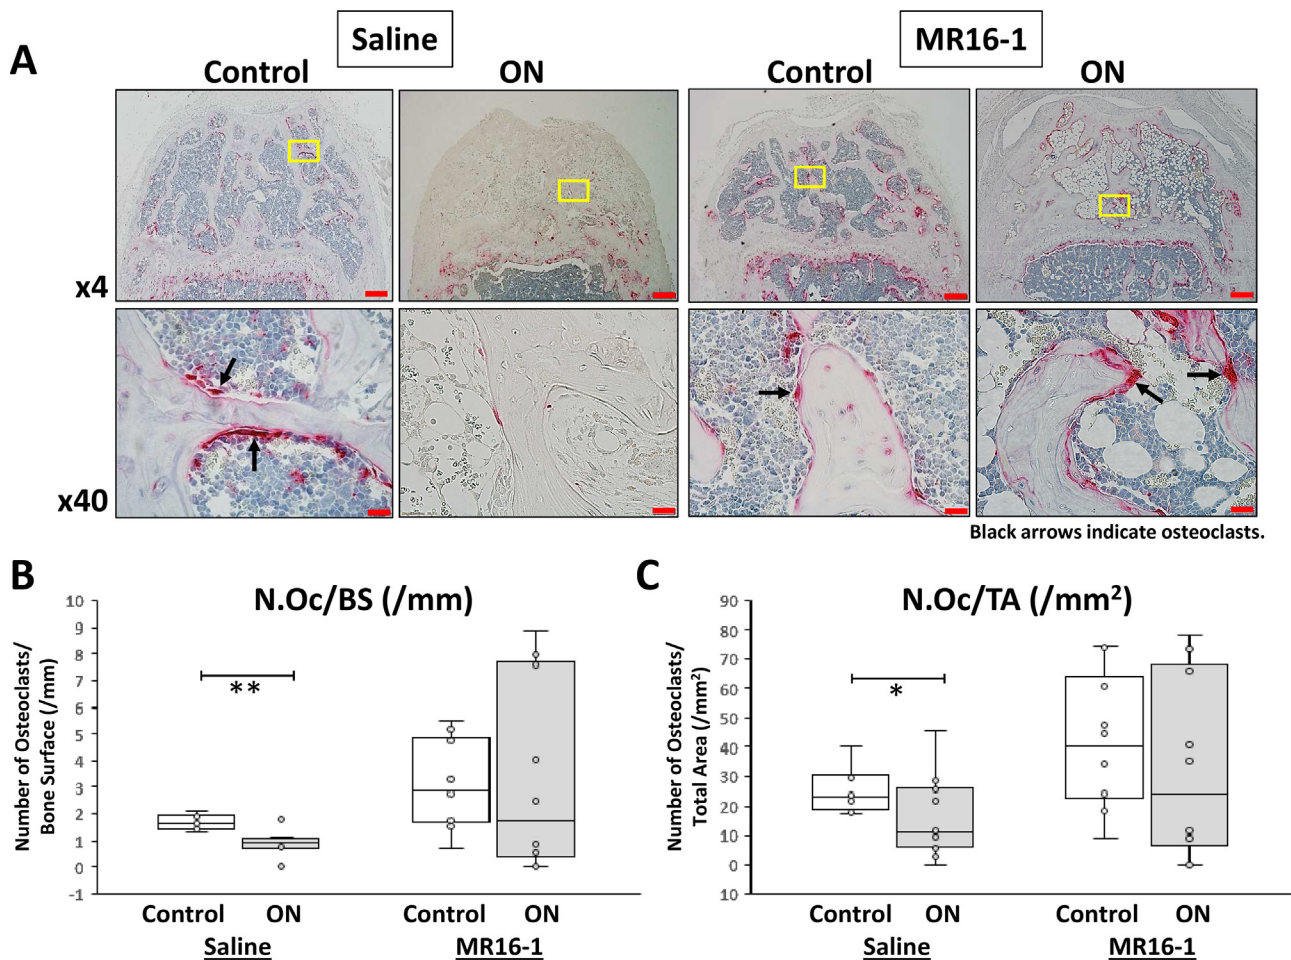 A
Saline
MR16-1
Control
ON
Control
ON
x4
x40
Black arrows indicate osteoclasts.
B
N.Oc/BS (/mm)
Number of Osteoclasts/
Bone Surface (/mm)
10
9
8
7
6
5
4
3
2
1
0
-1
**
Control
ON
Control
ON
Saline
MR16-1
C
N.Oc/TA (/mm²)
Number of Osteoclasts/
Total Area (/mm²)
90
80
70
60
50
40
30
20
10
0
10
*
Control
ON
Control
ON
Saline
MR16-1